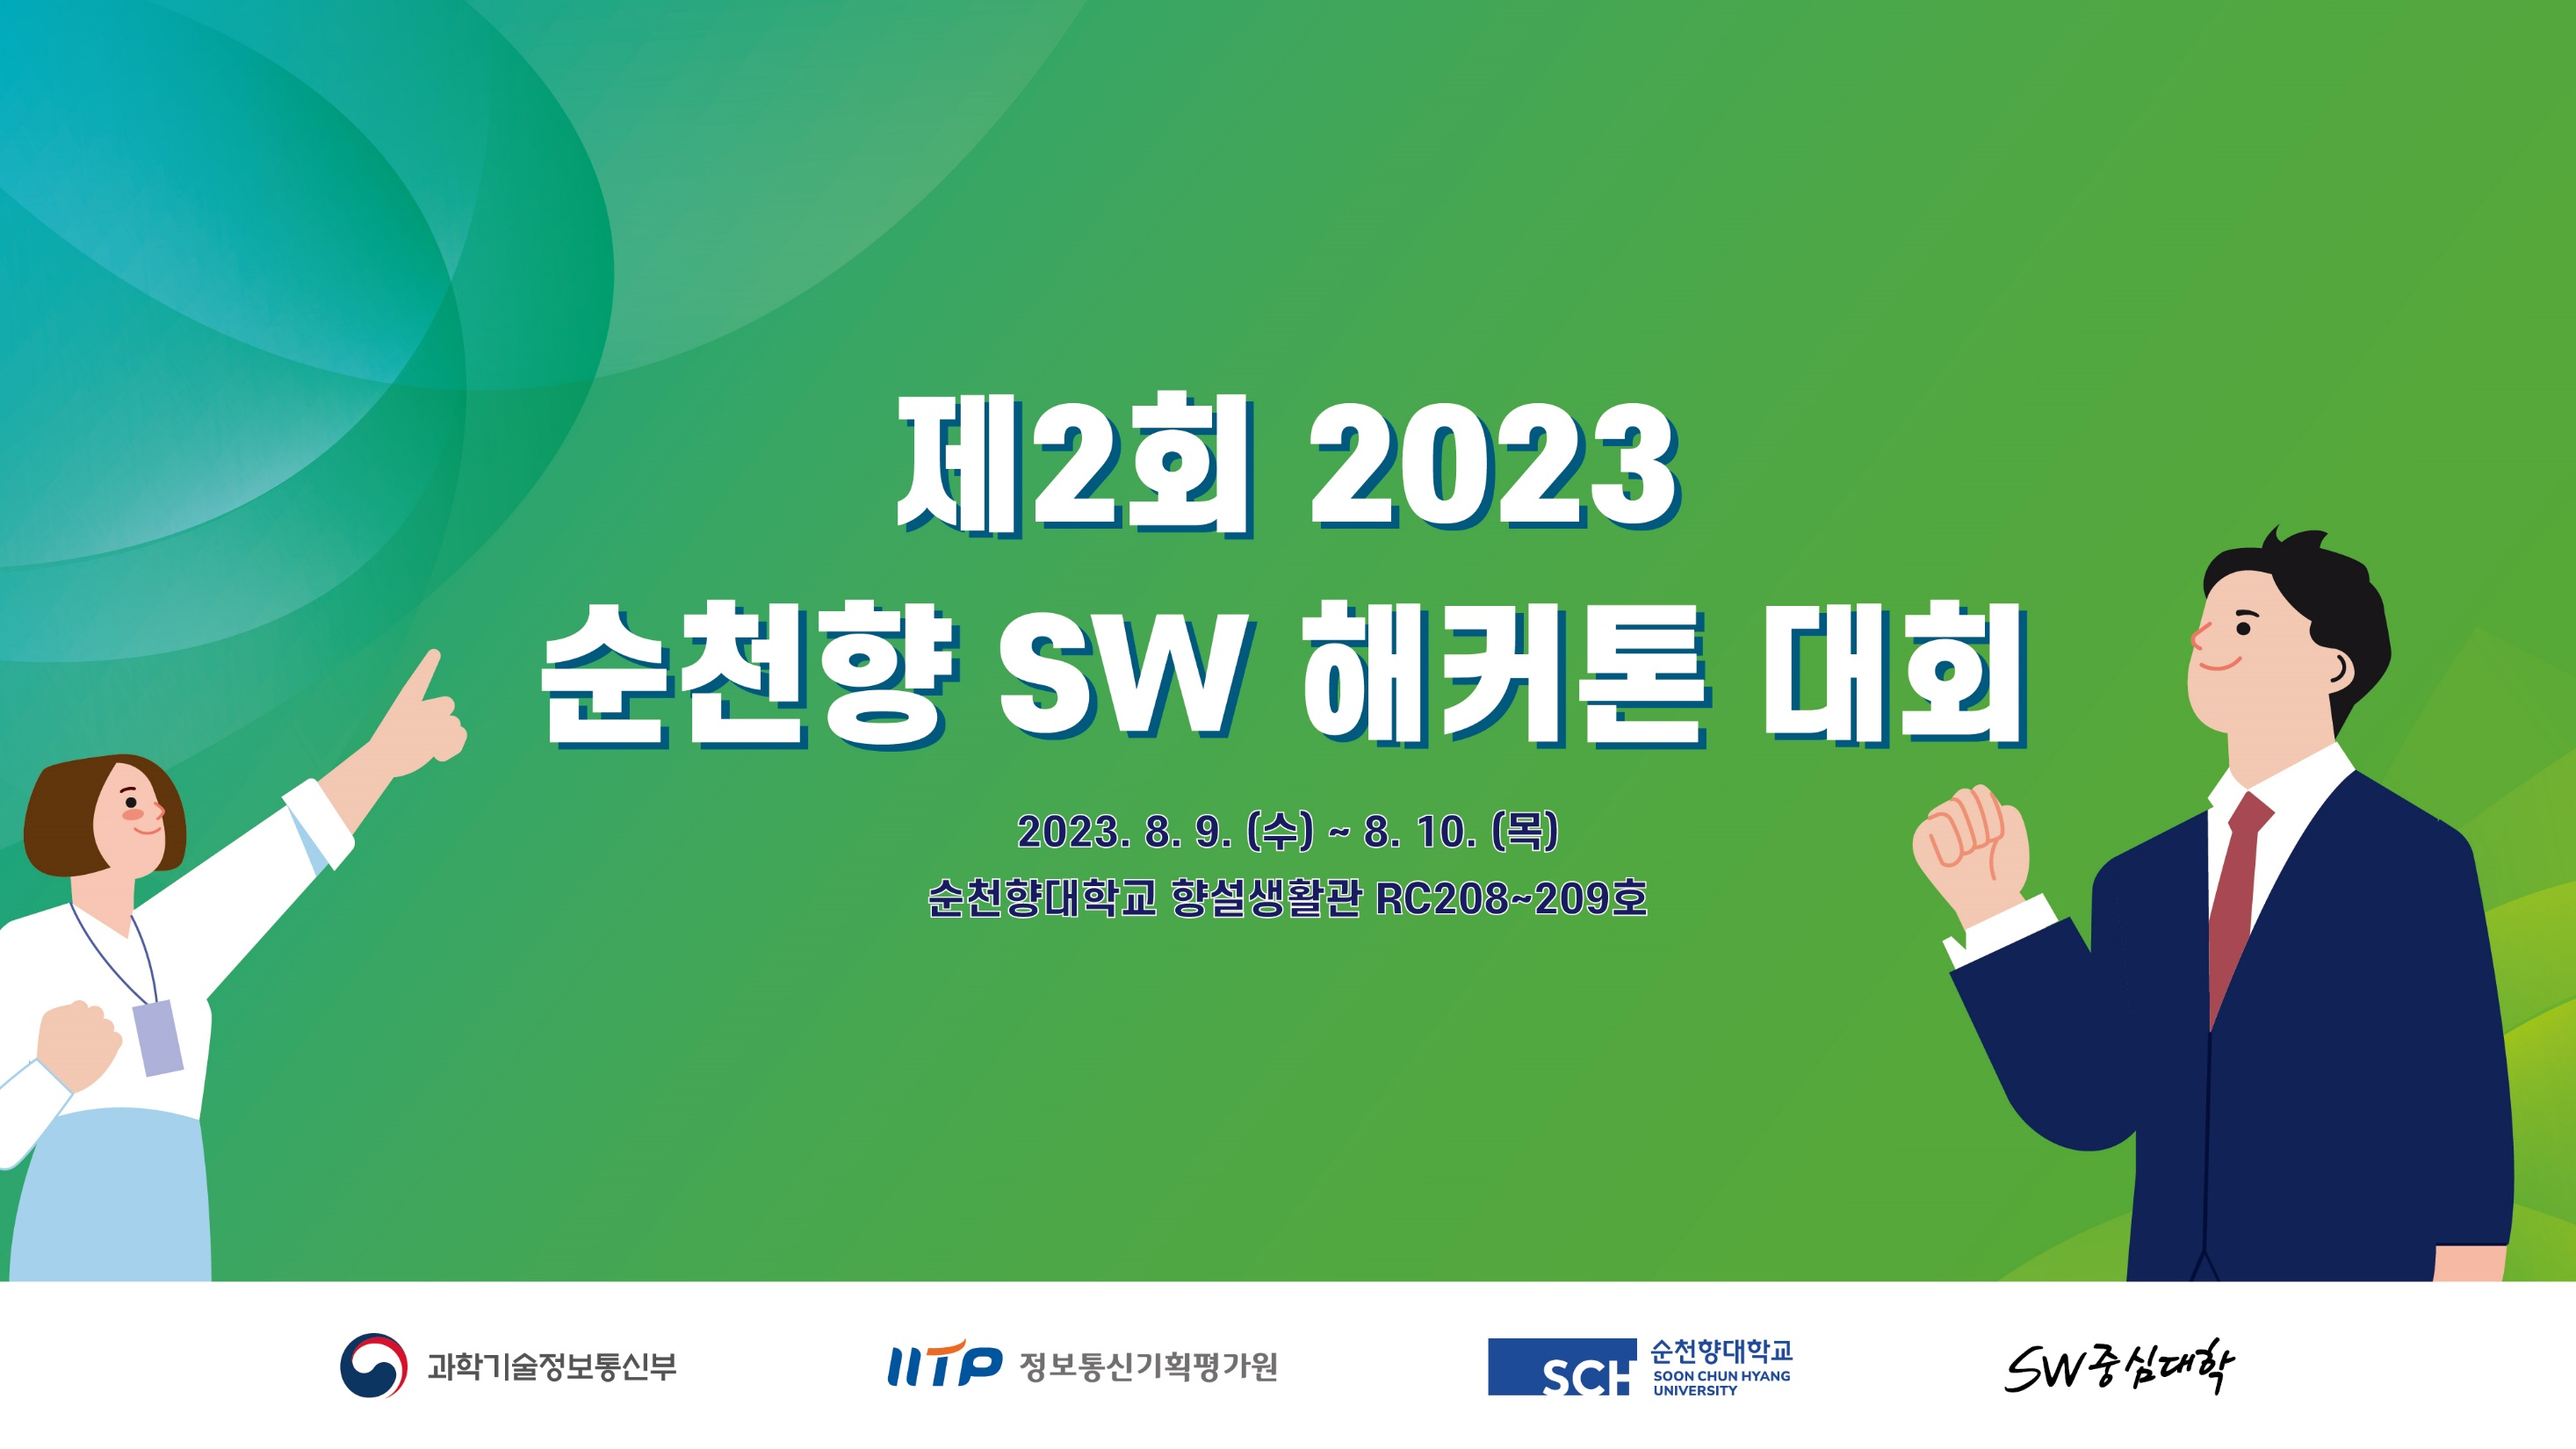 제2회 2023
순천향 SW 해커톤 대회
2023. 8. 9. (수) ~ 8. 10. (목)
순천향대학교 향설생활관 RC208~209호
과학기술정보통신부
IITP 정보통신기획평가원
SCH 순천향대학교
SOON CHUN HYANG
UNIVERSITY
SW중심대학